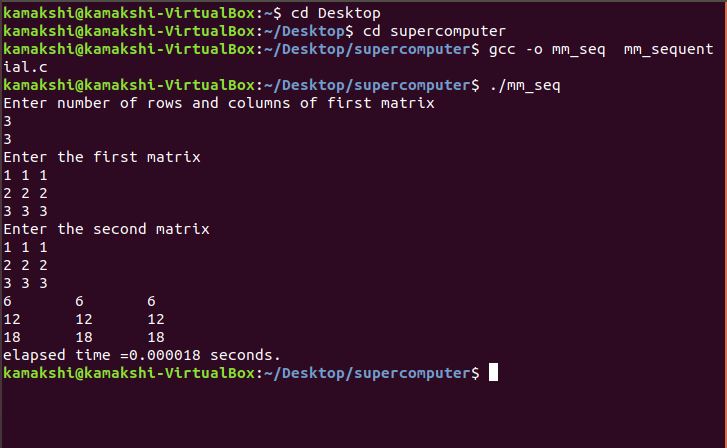 kamakshi@kamakshi-VirtualBox:~$ cd Desktop
kamakshi@kamakshi-VirtualBox:~/Desktop$ cd supercomputer
kamakshi@kamakshi-VirtualBox:~/Desktop/supercomputer$ gcc -o mm_seq  mm_sequent
ial.c
kamakshi@kamakshi-VirtualBox:~/Desktop/supercomputer$ ./mm_seq
Enter number of rows and columns of first matrix
3
3
Enter the first matrix
1 1 1
2 2 2
3 3 3
Enter the second matrix
1 1 1
2 2 2
3 3 3
6       6       6
12      12      12
18      18      18
elapsed time =0.000018 seconds.
kamakshi@kamakshi-VirtualBox:~/Desktop/supercomputer$